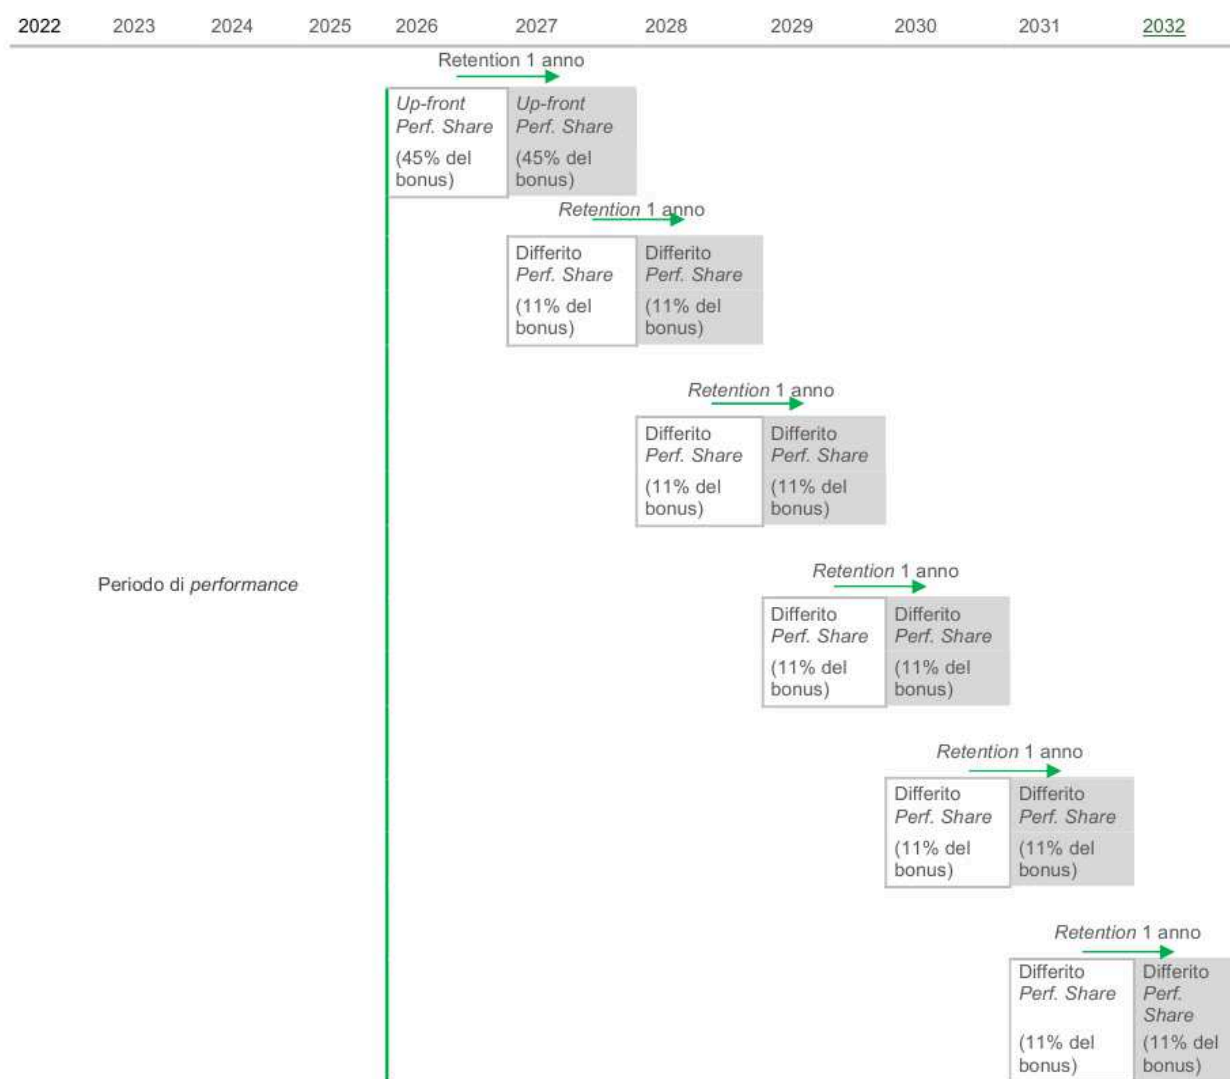 2022 2023 2024 2025 2026 2027 2028 2029 2030 2031 2032
Retention 1 anno
Up-front Up-front
Perf. Share Perf. Share
(45% del (45% del
bonus) bonus)
Retention 1 anno
Differito Differito
Perf. Share Perf. Share
(11% del (11% del
bonus) bonus)
Retention 1 anno
Differito Differito
Perf. Share Perf. Share
(11% del (11% del
bonus) bonus)
Periodo di performance
Retention 1 anno
Differito Differito
Perf. Share Perf. Share
(11% del (11% del
bonus) bonus)
Retention 1 anno
Differito Differito
Perf. Share Perf. Share
(11% del (11% del
bonus) bonus)
Retention 1 anno
Differito Differito
Perf. Share Perf.
Share
(11% del (11% del
bonus) bonus)